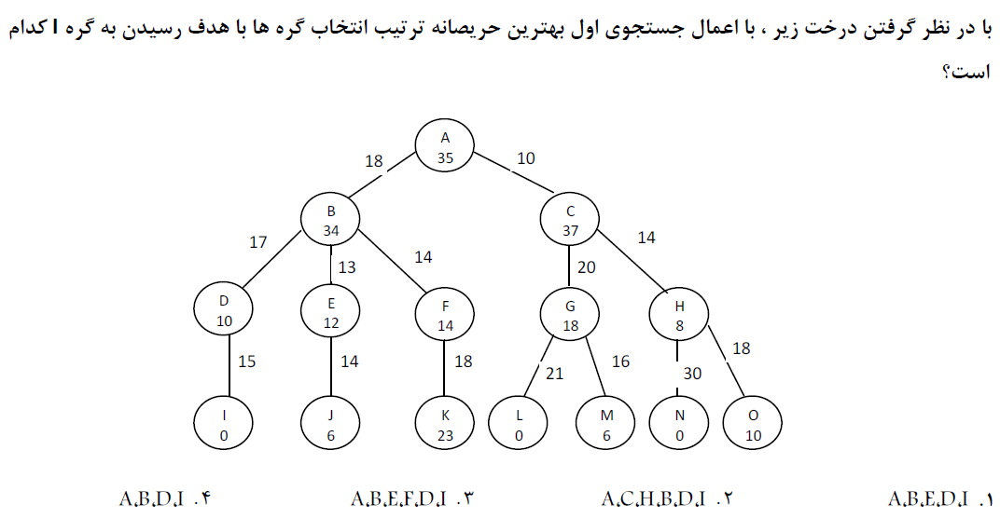 با در نظر گرفتن درخت زیر ، با اعمال جستجوی اول بهترین حریصانه ترتیب انتخاب گره ها با هدف رسیدن به گره I کدام
است؟
A
35
18
10
B
34
C
37
17
13
14
20
14
D
10
E
12
F
14
G
18
H
8
15
14
18
21
16
30
18
I
0
J
6
K
23
L
0
M
6
N
0
O
10
۱. A،B،E،D،I
۲. A،C،H،B،D،I
۳. A،B،E،F،D،I
۴. A،B،D،I